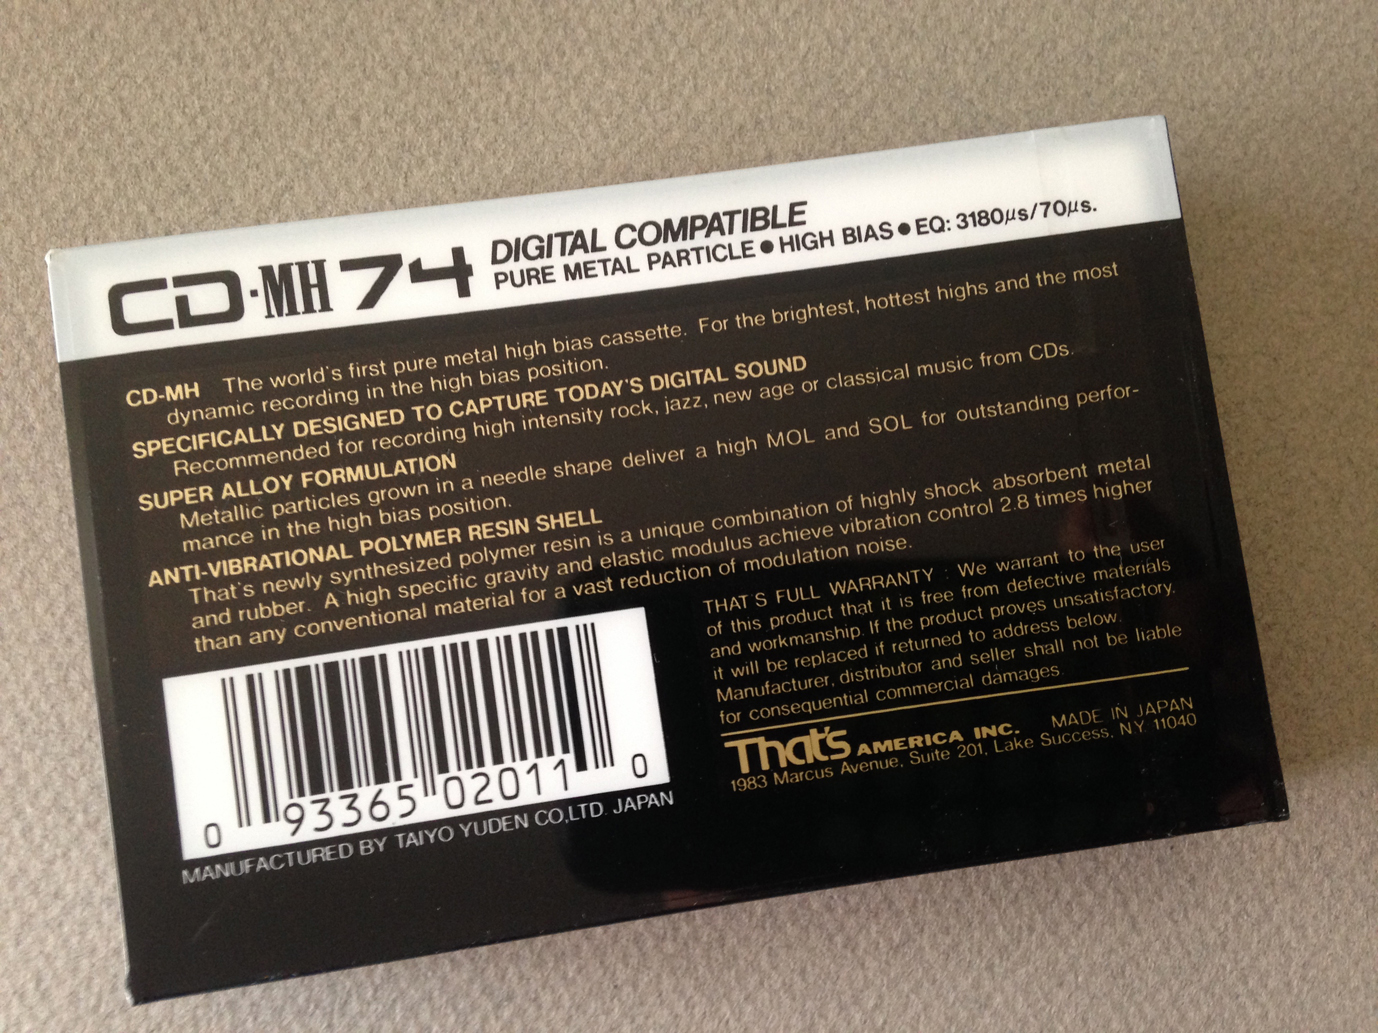 CD-MH 74
DIGITAL COMPATIBLE
PURE METAL PARTICLE ● HIGH BIAS ● EQ: 3180μs/70μs.
CD-MH The world's first pure metal high bias cassette. For the brightest, hottest highs and the most
dynamic recording in the high bias position.
SPECIFICALLY DESIGNED TO CAPTURE TODAY'S DIGITAL SOUND
Recommended for recording high intensity rock, jazz, new age or classical music from CDs.
SUPER ALLOY FORMULATION
Metallic particles grown in a needle shape deliver a high MOL and SOL for outstanding perfor-
mance in the high bias position.
ANTI-VIBRATIONAL POLYMER RESIN SHELL
That's newly synthesized polymer resin is a unique combination of highly shock absorbent metal
and rubber. A high specific gravity and elastic modulus achieve vibration control 2.8 times higher
than any conventional material for a vast reduction of modulation noise.
0 93365 02011 0
MANUFACTURED BY TAIYO YUDEN CO,LTD. JAPAN
THAT'S FULL WARRANTY : We warrant to the user
of this product that it is free from defective materials
and workmanship. If the product proves unsatisfactory,
it will be replaced if returned to address below.
Manufacturer, distributor and seller shall not be liable
for consequential commercial damages.
That's AMERICA INC. MADE IN JAPAN
1983 Marcus Avenue, Suite 201, Lake Success, N.Y. 11040